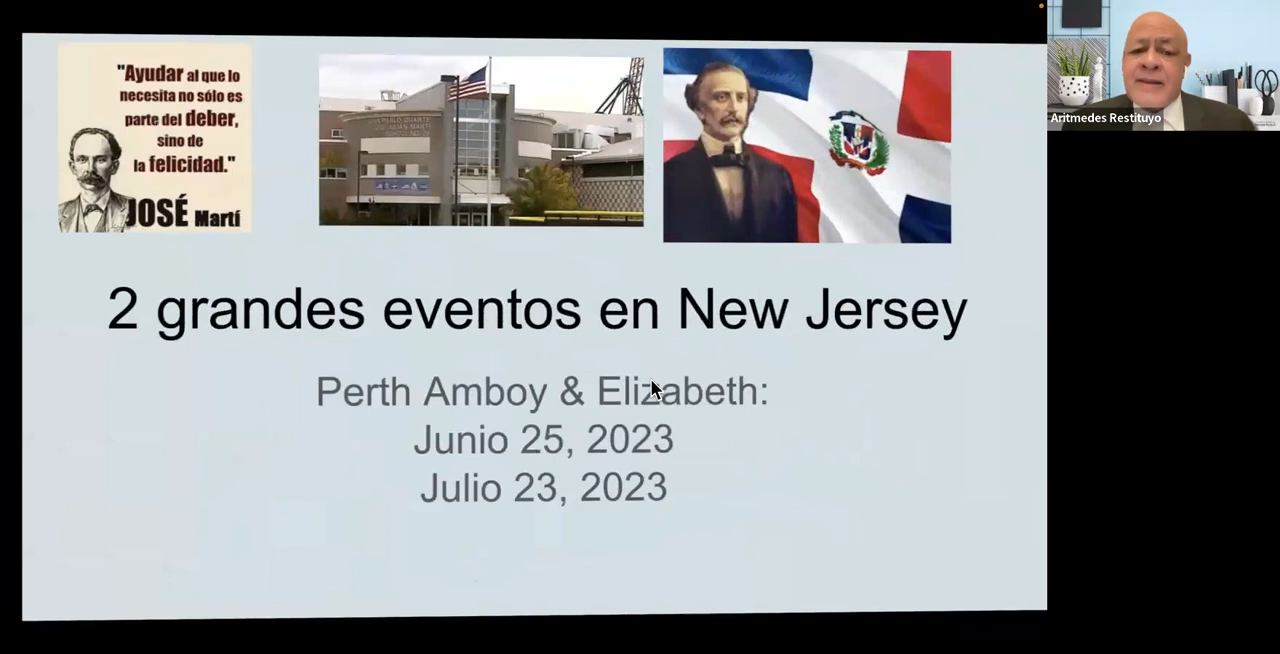 "Ayudar al que lo
necesita no sólo es
parte del deber,
sino de
la felicidad."
JOSÉ Martí
2 grandes eventos en New Jersey
Perth Amboy & Elizabeth:
Junio 25, 2023
Julio 23, 2023
Aritmedes Restituyo